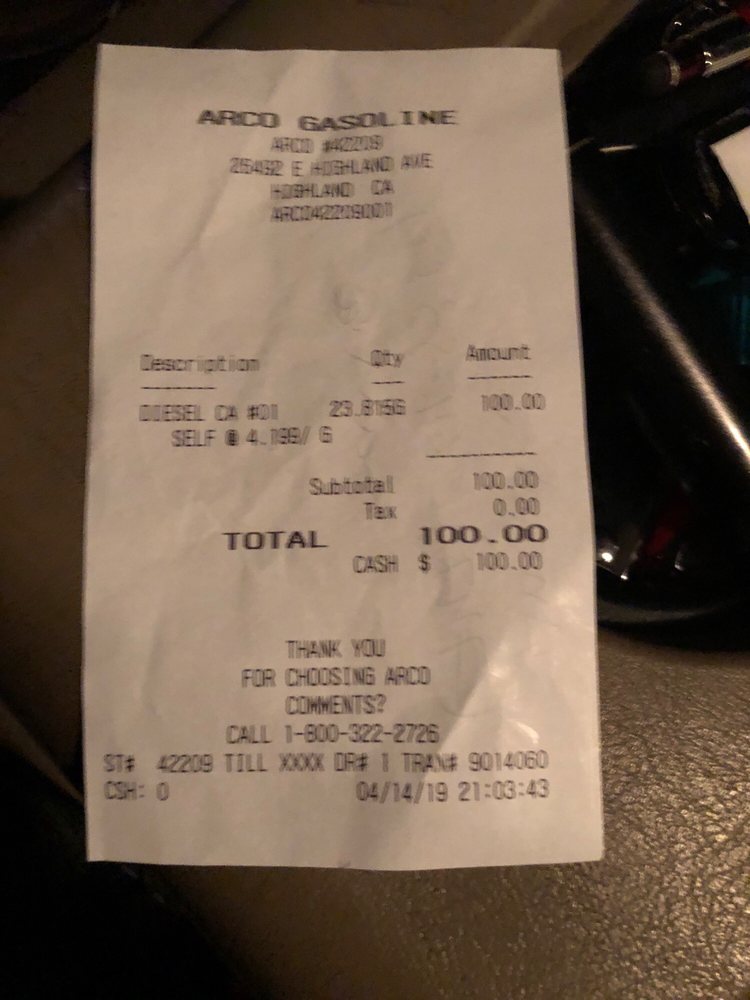 ARCO GASOLINE
ARCO #42209
25492 E HIGHLAND AVE
HIGHLAND CA
ARCO42209001
Description Qty Amount
DIESEL CA #01 23.815G 100.00
SELF @ 4.199/ G
Subtotal 100.00
Tax 0.00
TOTAL 100.00
CASH $ 100.00
THANK YOU
FOR CHOOSING ARCO
COMMENTS?
CALL 1-800-322-2726
ST# 42209 TILL XXXX DR# 1 TRAN# 9014060
CSH: 0 04/14/19 21:03:43